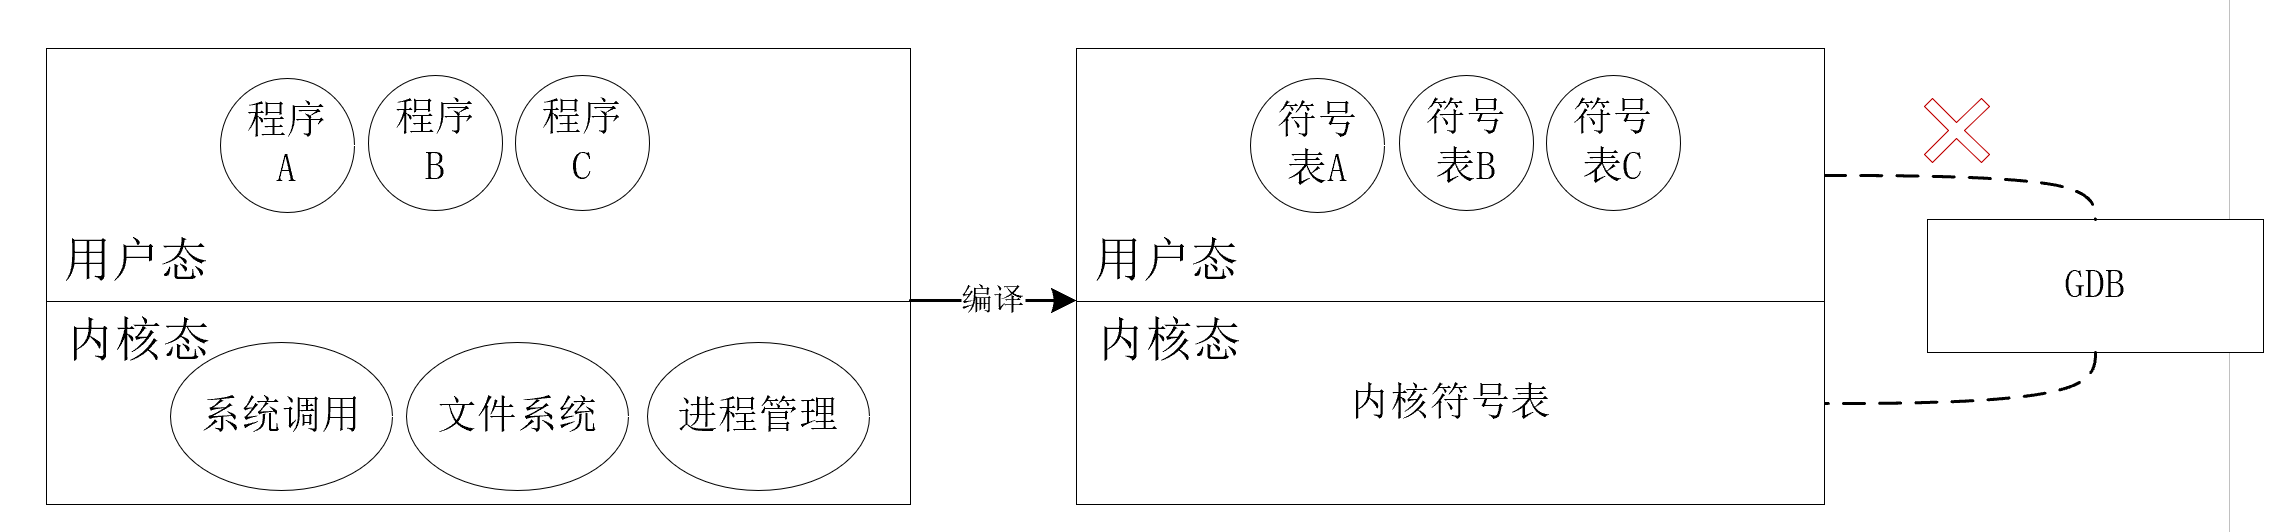 程序
A
程序
B
程序
C
用户态
内核态
系统调用
文件系统
进程管理
编译
符号
表A
符号
表B
符号
表C
用户态
内核态
内核符号表
GDB